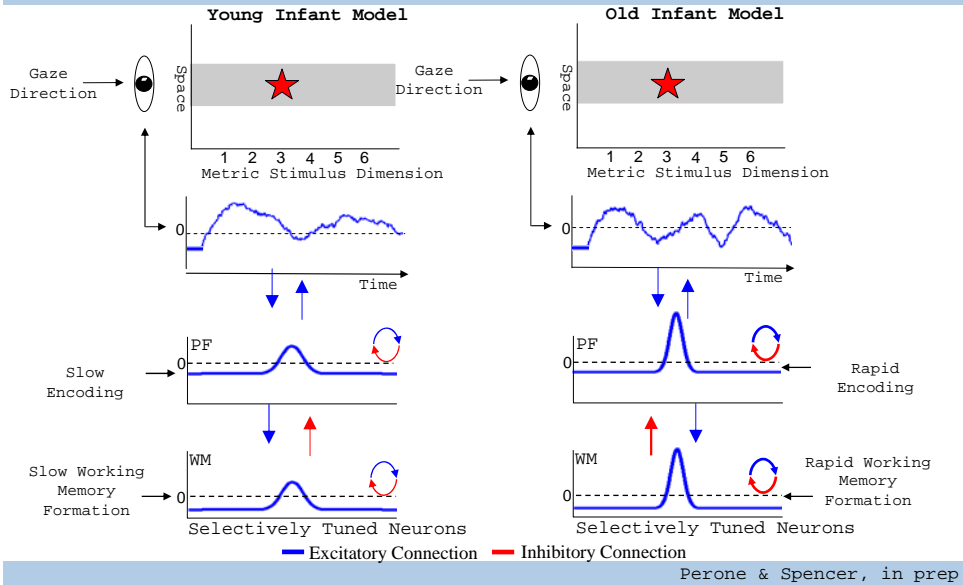 Young Infant Model
Old Infant Model
Gaze
Direction
Space
1 2 3 4 5 6
Metric Stimulus Dimension
Gaze
Direction
Space
1 2 3 4 5 6
Metric Stimulus Dimension
0
Time
0
Time
PF
0
Slow
Encoding
PF
0
Rapid
Encoding
WM
0
Slow Working
Memory
Formation
WM
0
Rapid Working
Memory
Formation
Selectively Tuned Neurons
Selectively Tuned Neurons
Excitatory Connection
Inhibitory Connection
Perone & Spencer, in prep